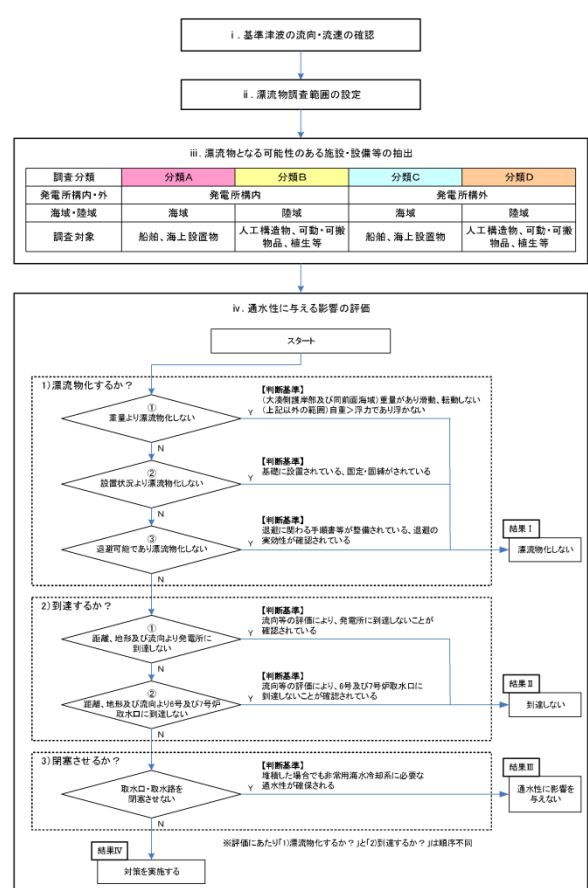 ⅰ. 基準津波の流向・流速の確認
ⅱ. 漂流物調査範囲の設定
ⅲ. 漂流物となる可能性のある施設・設備等の抽出
調査分類 分類A 分類B 分類C 分類D
発電所構内・外 発電所構内 発電所構外
海域・陸域 海域 陸域 海域 陸域
調査対象 船舶、海上設置物 人工構造物、可動・可搬物品、植生等 船舶、海上設置物 人工構造物、可動・可搬物品、植生等
ⅳ. 通水性に与える影響の評価
スタート
1)漂流物化するか?
①
重量より漂流物化しない
Y
N
【判断基準】
(大湊側護岸部及び同前面海域)重量があり滑動、転動しない
(上記以外の範囲)自重>浮力であり浮かない
②
設置状況より漂流物化しない
Y
N
【判断基準】
基礎に設置されている、固定・固縛がされている
③
退避可能であり漂流物化しない
Y
N
【判断基準】
退避に関わる手順書等が整備されている、退避の
実効性が確認されている
結果Ⅰ
漂流物化しない
2)到達するか?
①
距離、地形及び流向より発電所に
到達しない
Y
N
【判断基準】
流向等の評価により、発電所に到達しないことが
確認されている
②
距離、地形及び流向より6号及び7号炉
取水口に到達しない
Y
N
【判断基準】
流向等の評価により、6号及び7号炉取水口に
到達しないことが確認されている
結果Ⅱ
到達しない
3)閉塞させるか?
取水口・取水路を
閉塞させない
Y
N
【判断基準】
堆積した場合でも非常用海水冷却系に必要な
通水性が確保される
結果Ⅲ
通水性に影響を
与えない
※評価にあたり「1)漂流物化するか?」と「2)到達するか?」は順序不同
結果Ⅳ
対策を実施する